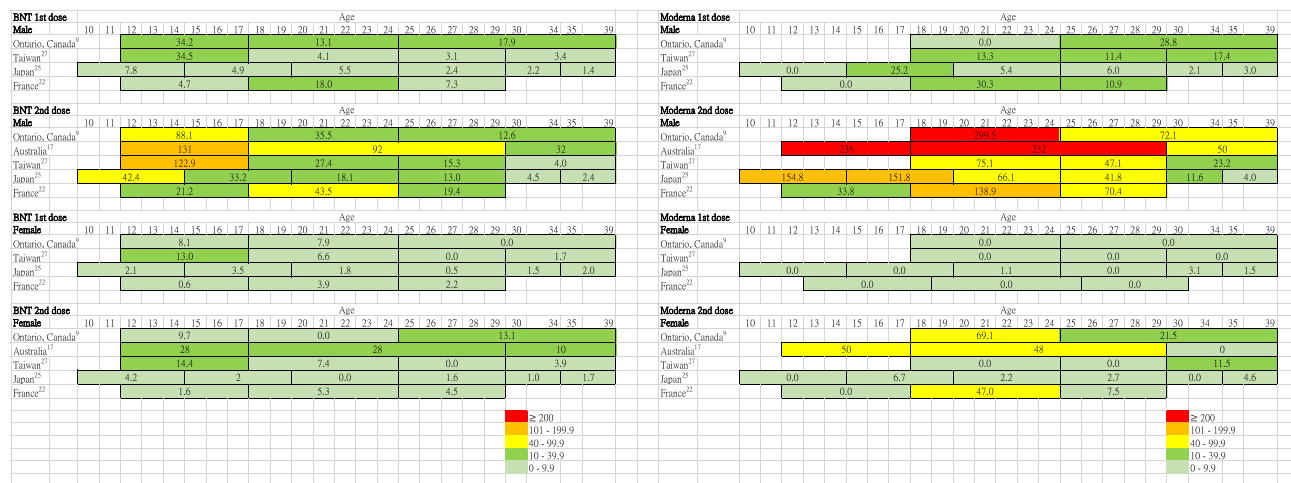 BNT 1st dose Age
Male 10 11 12 13 14 15 16 17 18 19 20 21 22 23 24 25 26 27 28 29 30 34 35 39
Ontario, Canada9 34.2 13.1 17.9
Taiwan27 34.5 4.1 3.1 3.4
Japan25 7.8 4.9 5.5 2.4 2.2 1.4
France22 4.7 18.0 7.3
BNT 2nd dose Age
Male 10 11 12 13 14 15 16 17 18 19 20 21 22 23 24 25 26 27 28 29 30 34 35 39
Ontario, Canada9 88.1 35.5 12.6
Australia17 131 92 32
Taiwan27 122.9 27.4 15.3 4.0
Japan25 42.4 33.2 18.1 13.0 4.5 2.4
France22 21.2 43.5 19.4
BNT 1st dose Age
Female 10 11 12 13 14 15 16 17 18 19 20 21 22 23 24 25 26 27 28 29 30 34 35 39
Ontario, Canada9 8.1 7.9 0.0
Taiwan27 13.0 6.6 0.0 1.7
Japan25 2.1 3.5 1.8 0.5 1.5 2.0
France22 0.6 3.9 2.2
BNT 2nd dose Age
Female 10 11 12 13 14 15 16 17 18 19 20 21 22 23 24 25 26 27 28 29 30 34 35 39
Ontario, Canada9 9.7 0.0 13.1
Australia17 28 28 10
Taiwan27 14.4 7.4 0.0 3.9
Japan25 4.2 2 0.0 1.6 1.0 1.7
France22 1.6 5.3 4.5
≥ 200
101 - 199.9
40 - 99.9
10 - 39.9
0 - 9.9
Moderna 1st dose Age
Male 10 11 12 13 14 15 16 17 18 19 20 21 22 23 24 25 26 27 28 29 30 34 35 39
Ontario, Canada9 0.0 28.8
Taiwan27 13.3 11.4 17.4
Japan25 0.0 25.2 5.4 6.0 2.1 3.0
France22 0.0 30.3 10.9
Moderna 2nd dose Age
Male 10 11 12 13 14 15 16 17 18 19 20 21 22 23 24 25 26 27 28 29 30 34 35 39
Ontario, Canada9 299.5 72.1
Australia17 236 232 50
Taiwan27 75.1 47.1 23.2
Japan25 154.8 151.8 66.1 41.8 11.6 4.0
France22 33.8 138.9 70.4
Moderna 1st dose Age
Female 10 11 12 13 14 15 16 17 18 19 20 21 22 23 24 25 26 27 28 29 30 34 35 39
Ontario, Canada9 0.0 0.0
Taiwan27 0.0 0.0 0.0
Japan25 0.0 0.0 1.1 0.0 3.1 1.5
France22 0.0 0.0 0.0
Moderna 2nd dose Age
Female 10 11 12 13 14 15 16 17 18 19 20 21 22 23 24 25 26 27 28 29 30 34 35 39
Ontario, Canada9 69.1 21.5
Australia17 50 48 0
Taiwan27 0.0 0.0 11.5
Japan25 0.0 6.7 2.2 2.7 0.0 4.6
France22 0.0 47.0 7.5
≥ 200
101 - 199.9
40 - 99.9
10 - 39.9
0 - 9.9